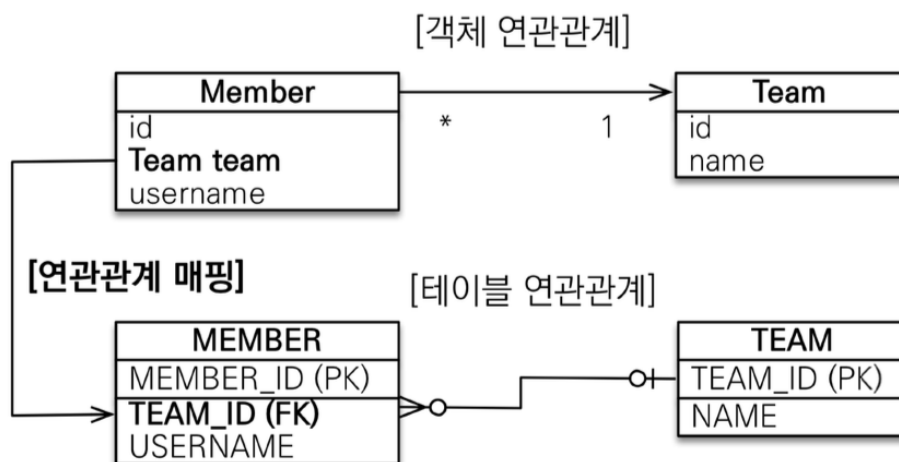 [객체 연관관계]
Member
id
Team team
username
*
1
Team
id
name
[연관관계 매핑]
[테이블 연관관계]
MEMBER
MEMBER_ID (PK)
TEAM_ID (FK)
USERNAME
TEAM
TEAM_ID (PK)
NAME